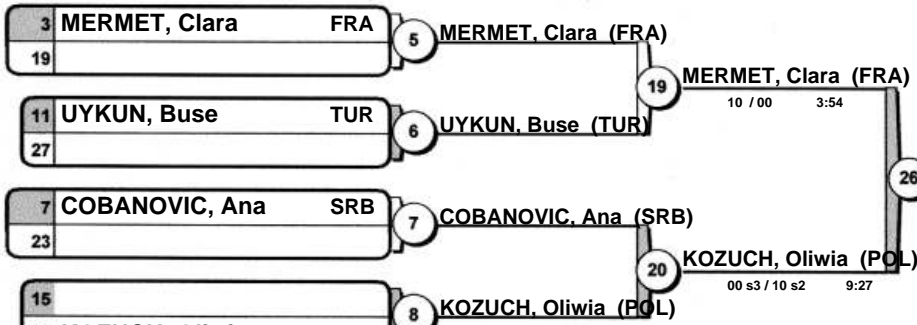 3 MERMET, Clara FRA
19
5
MERMET, Clara (FRA)
11 UYKUN, Buse TUR
27
6
UYKUN, Buse (TUR)
19
MERMET, Clara (FRA)
10 / 00 3:54
7 COBANOVIC, Ana SRB
23
7
COBANOVIC, Ana (SRB)
15
8
KOZUCH, Oliwia (POL)
20
KOZUCH, Oliwia (POL)
00 s3 / 10 s2 9:27
26